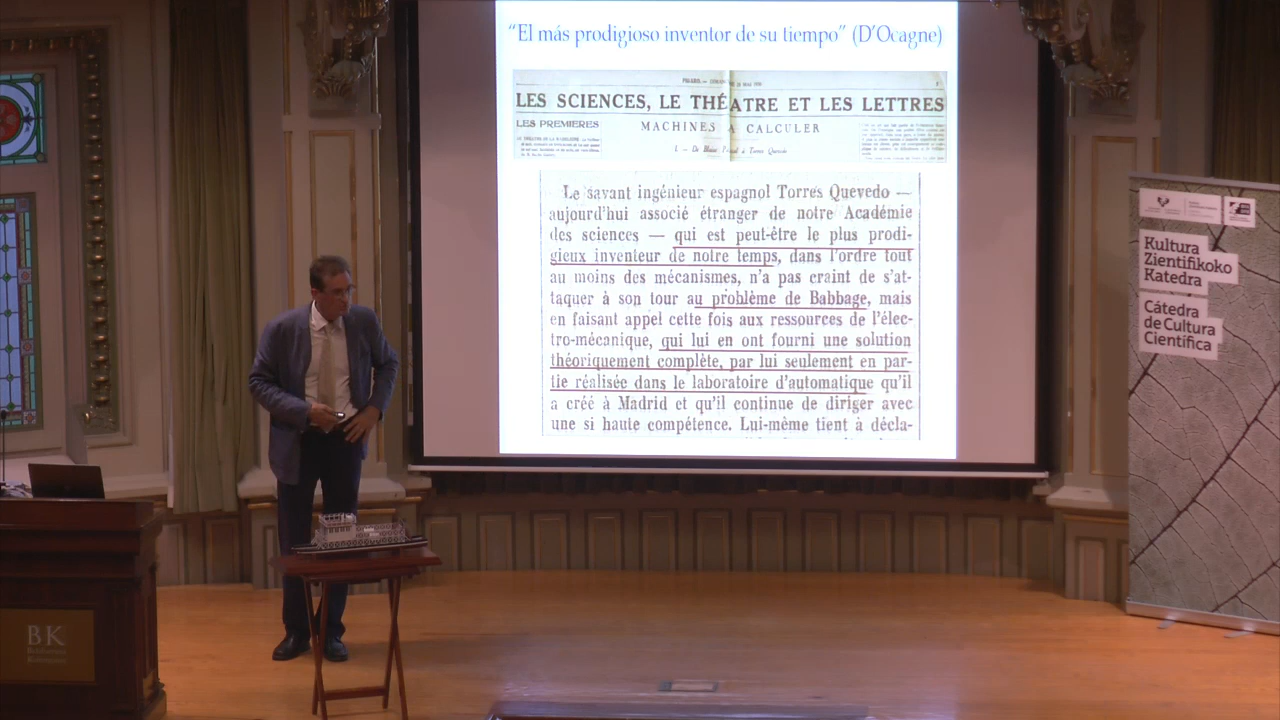 “El más prodigioso inventor de su tiempo” (D’Ocagne)
LES SCIENCES, LE THÉATRE ET LES LETTRES
LES PREMIERES
MACHINES A CALCULER
I. — De Blaise Pascal à Torres Quevedo
Le savant ingénieur espagnol Torres Quevedo —
aujourd'hui associé étranger de notre Académie
des sciences — qui est peut-être le plus prodi-
gieux inventeur de notre temps, dans l'ordre tout
au moins des mécanismes, n'a pas craint de s'at-
taquer à son tour au problème de Babbage, mais
en faisant appel cette fois aux ressources de l'élec-
tro-mécanique, qui lui en ont fourni une solution
théoriquement complète, par lui seulement en par-
tie réalisée dans le laboratoire d'automatique qu'il
a créé à Madrid et qu'il continue de diriger avec
une si haute compétence. Lui-même tient à décla-
Kultura
Zientifikoko
Katedra
Cátedra
de Cultura
Científica
BK